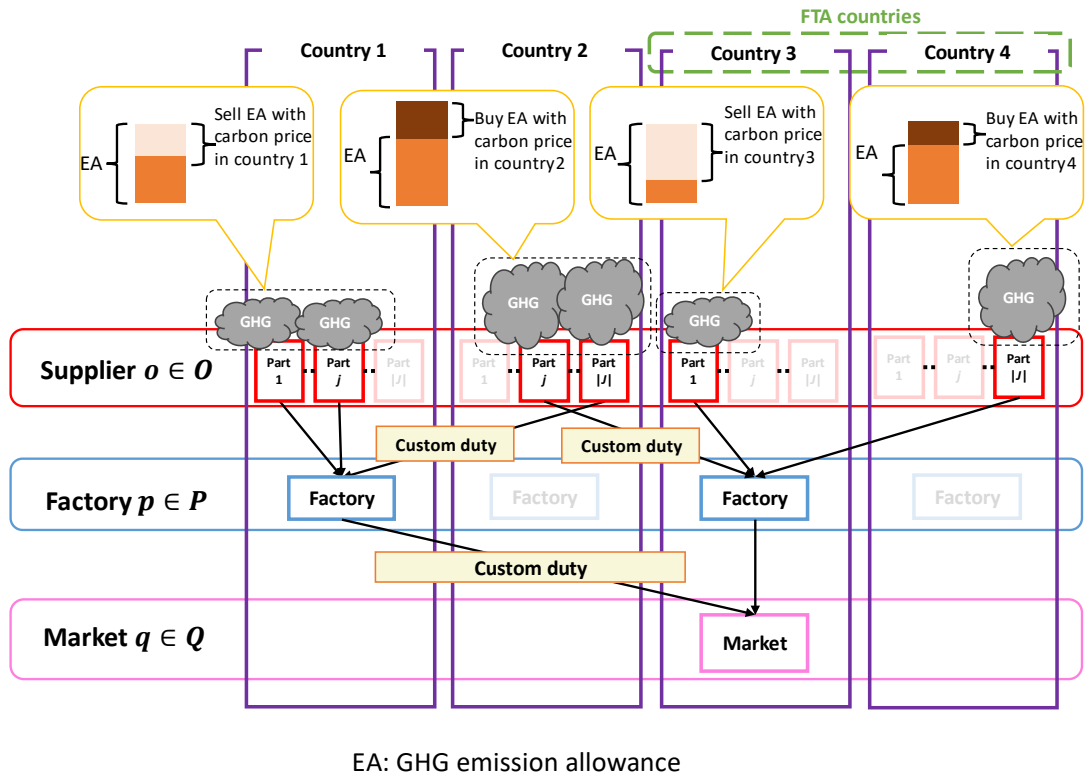 FTA countries
Country 1
Country 2
Country 3
Country 4
EA
Sell EA with
carbon price
in country 1
EA
Buy EA with
carbon price
in country2
EA
Sell EA with
carbon price
in country3
EA
Buy EA with
carbon price
in country4
GHG
GHG
GHG
GHG
GHG
GHG
Supplier o ∈ O
Part
1
··
Part
j
··
Part
|J|
Part
1
··
Part
j
··
Part
|J|
Part
1
··
Part
j
··
Part
|J|
Part
1
··
Part
j
··
Part
|J|
Custom duty
Custom duty
Factory p ∈ P
Factory
Factory
Factory
Factory
Custom duty
Market q ∈ Q
Market
EA: GHG emission allowance